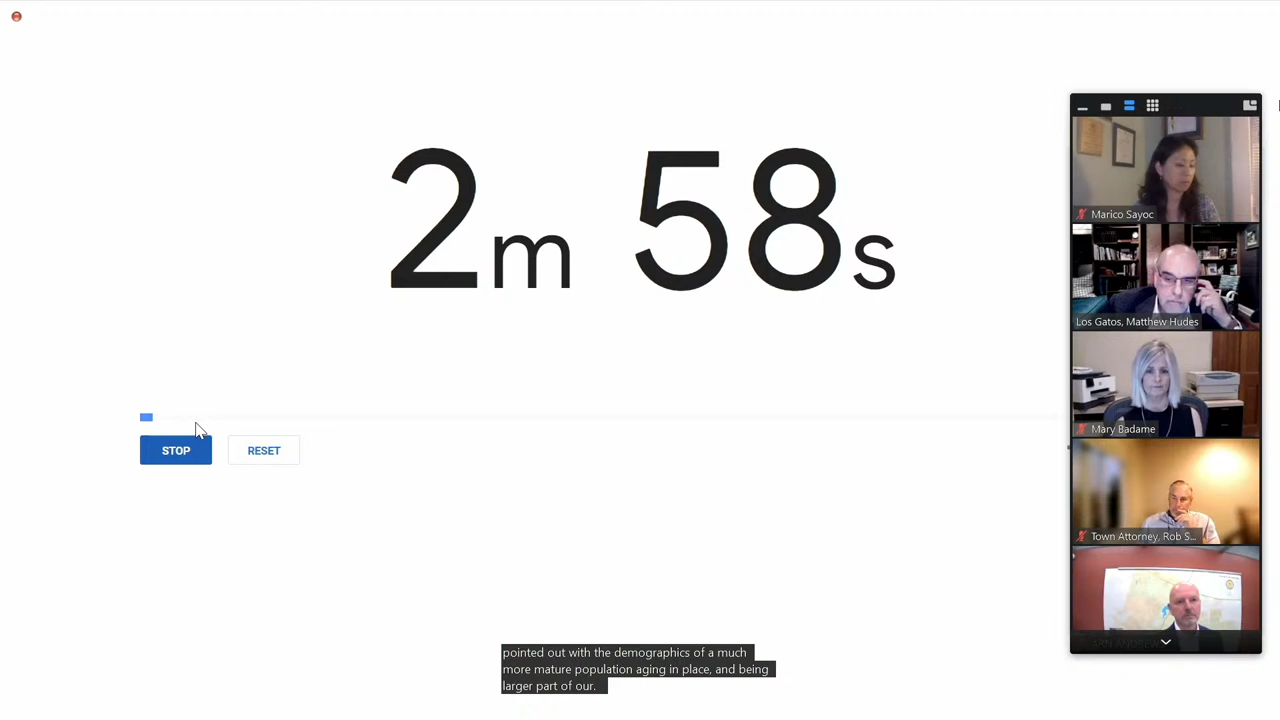 2m 58s
STOP
RESET
Marico Sayoc
Los Gatos, Matthew Hudes
Mary Badame
Town Attorney, Rob S...
pointed out with the demographics of a much
more mature population aging in place, and being
larger part of our.